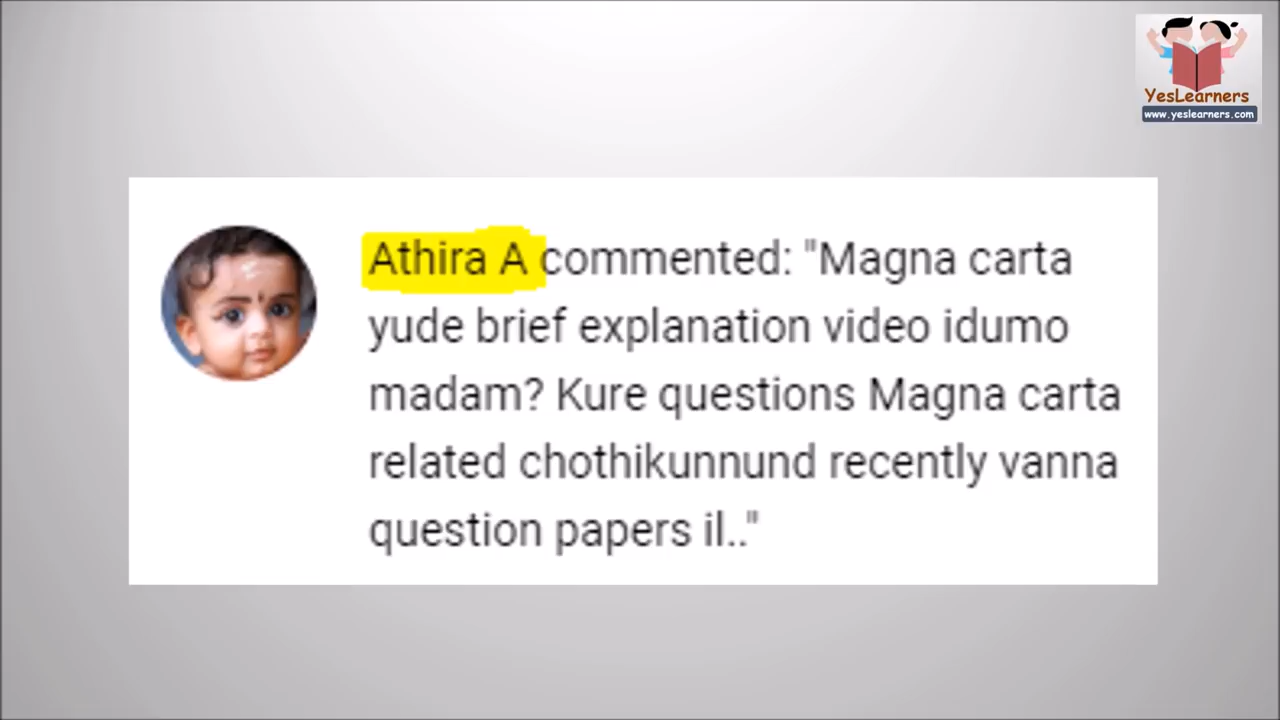 YesLearners
www.yeslearners.com
Athira A commented: "Magna carta
yude brief explanation video idumo
madam? Kure questions Magna carta
related chothikunnund recently vanna
question papers il.."